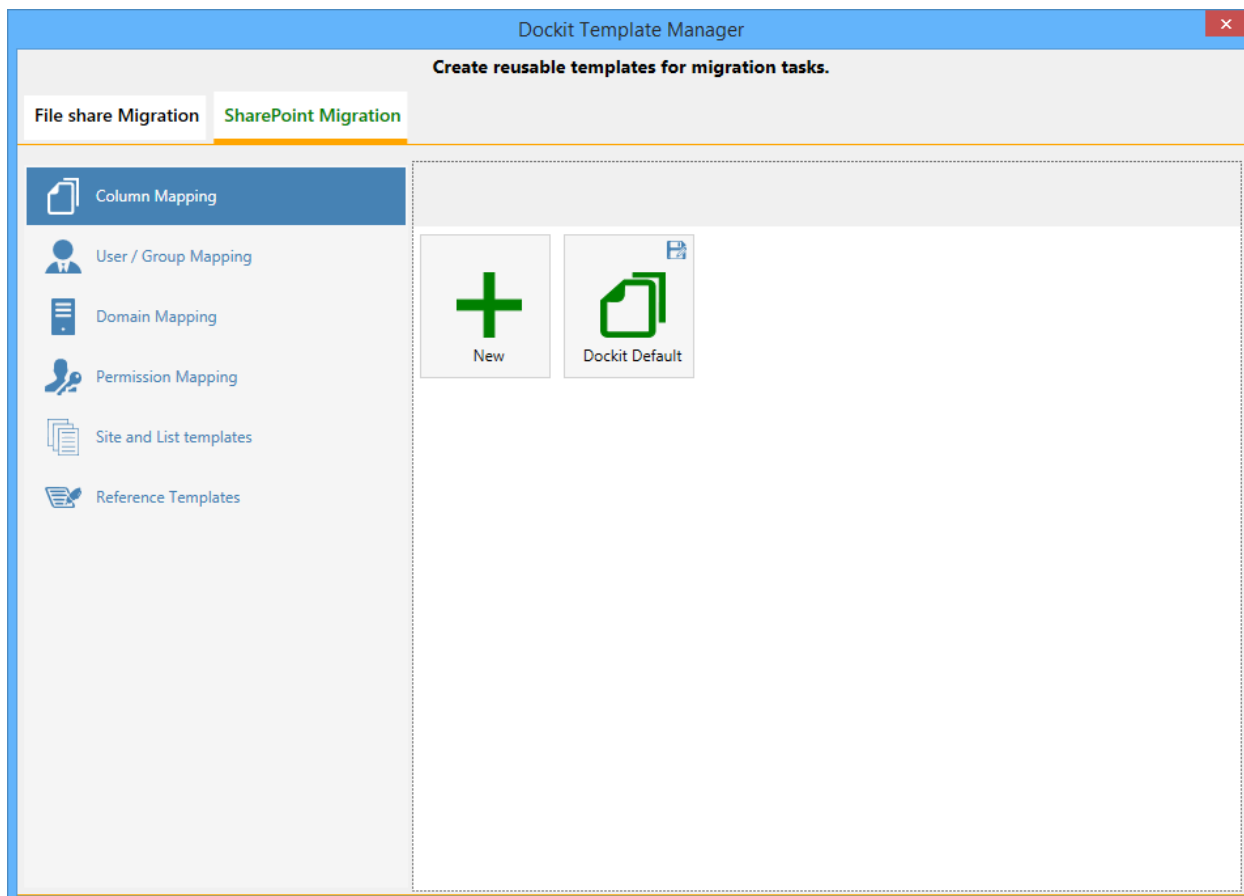 Dockit Template Manager
Create reusable templates for migration tasks.
File share Migration
SharePoint Migration
Column Mapping
User / Group Mapping
Domain Mapping
Permission Mapping
Site and List templates
Reference Templates
New
Dockit Default